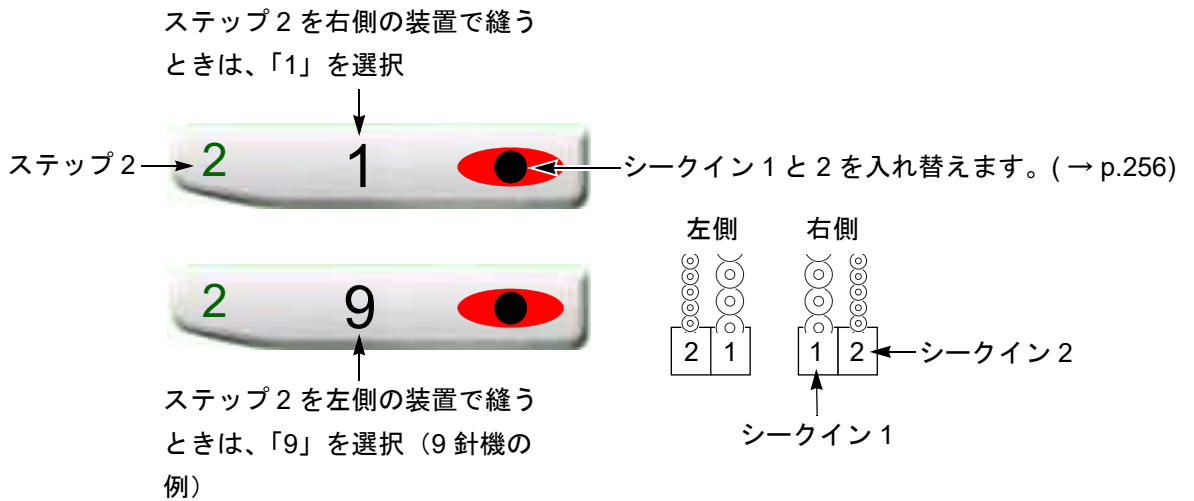 ステップ 2 を右側の装置で縫う
ときは、「1」を選択
ステップ 2
2 1
シークイン 1 と 2 を入れ替えます。( → p.256)
左側 右側
2 9
2 1 1 2
シークイン 2
シークイン 1
ステップ 2 を左側の装置で縫う
ときは、「9」を選択（9 針機の
例）